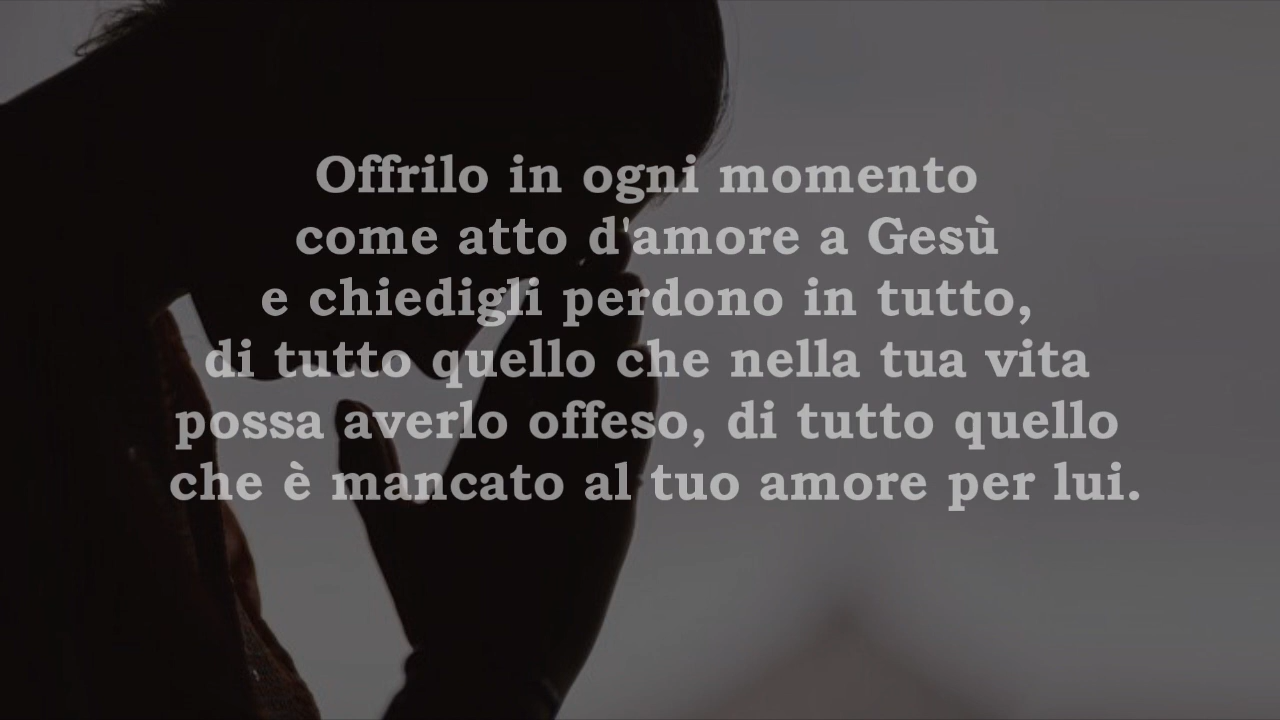 Offrilo in ogni momento
come atto d'amore a Gesù
e chiedigli perdono in tutto,
di tutto quello che nella tua vita
possa averlo offeso, di tutto quello
che è mancato al tuo amore per lui.